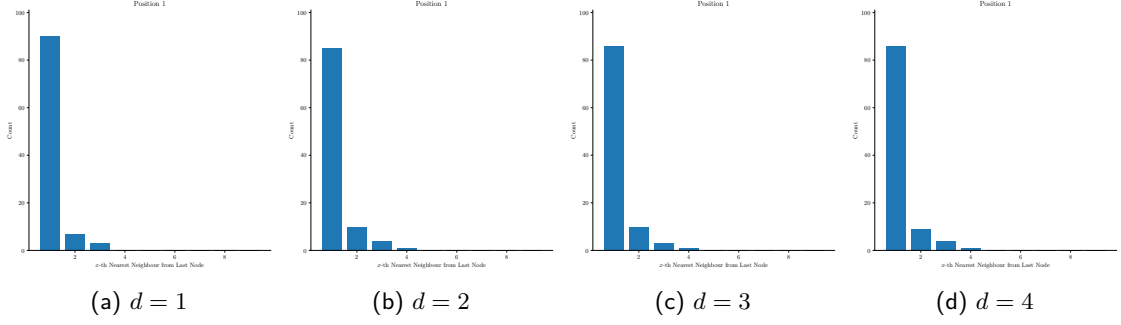 Position 1
100
80
60
40
20
0
Count
2 4 6 8
x-th Nearest Neighbour from Last Node
(a) d = 1
Position 1
100
80
60
40
20
0
Count
2 4 6 8
x-th Nearest Neighbour from Last Node
(b) d = 2
Position 1
100
80
60
40
20
0
Count
2 4 6 8
x-th Nearest Neighbour from Last Node
(c) d = 3
Position 1
100
80
60
40
20
0
Count
2 4 6 8
x-th Nearest Neighbour from Last Node
(d) d = 4